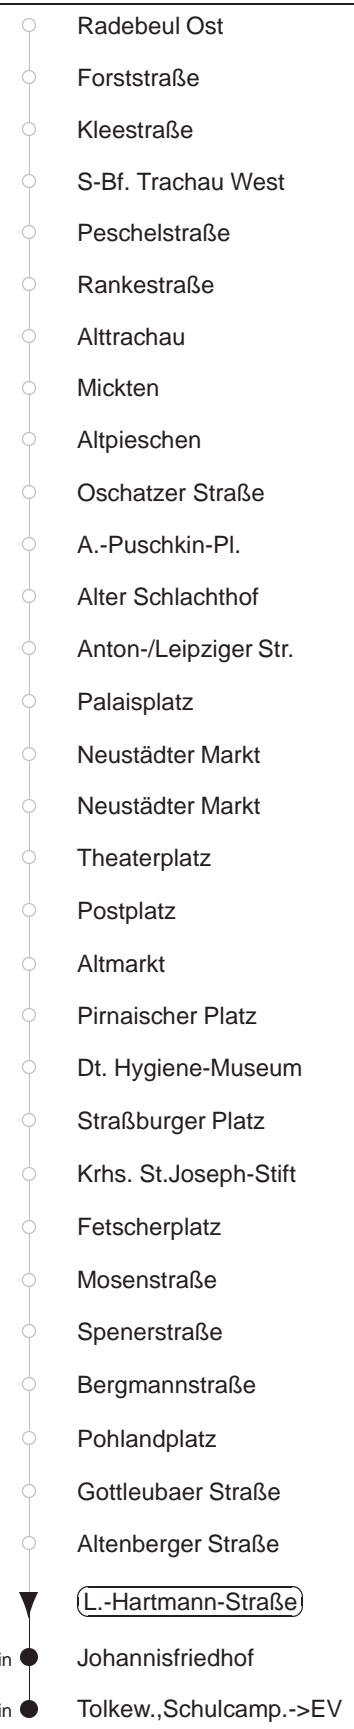 Radebeul Ost
Forststraße
Kleestraße
S-Bf. Trachau West
Peschelstraße
Rankestraße
Alttrachau
Mickten
Altpieschen
Oschatzer Straße
A.-Puschkin-Pl.
Alter Schlachthof
Anton-/Leipziger Str.
Palaisplatz
Neustädter Markt
Neustädter Markt
Theaterplatz
Postplatz
Altmarkt
Pirnaischer Platz
Dt. Hygiene-Museum
Straßburger Platz
Krhs. St.Joseph-Stift
Fetscherplatz
Mosenstraße
Spenerstraße
Bergmannstraße
Pohlandplatz
Gottleubaer Straße
Altenberger Straße
L.-Hartmann-Straße
Johannisfriedhof
Tolkew.,Schulcamp.->EV